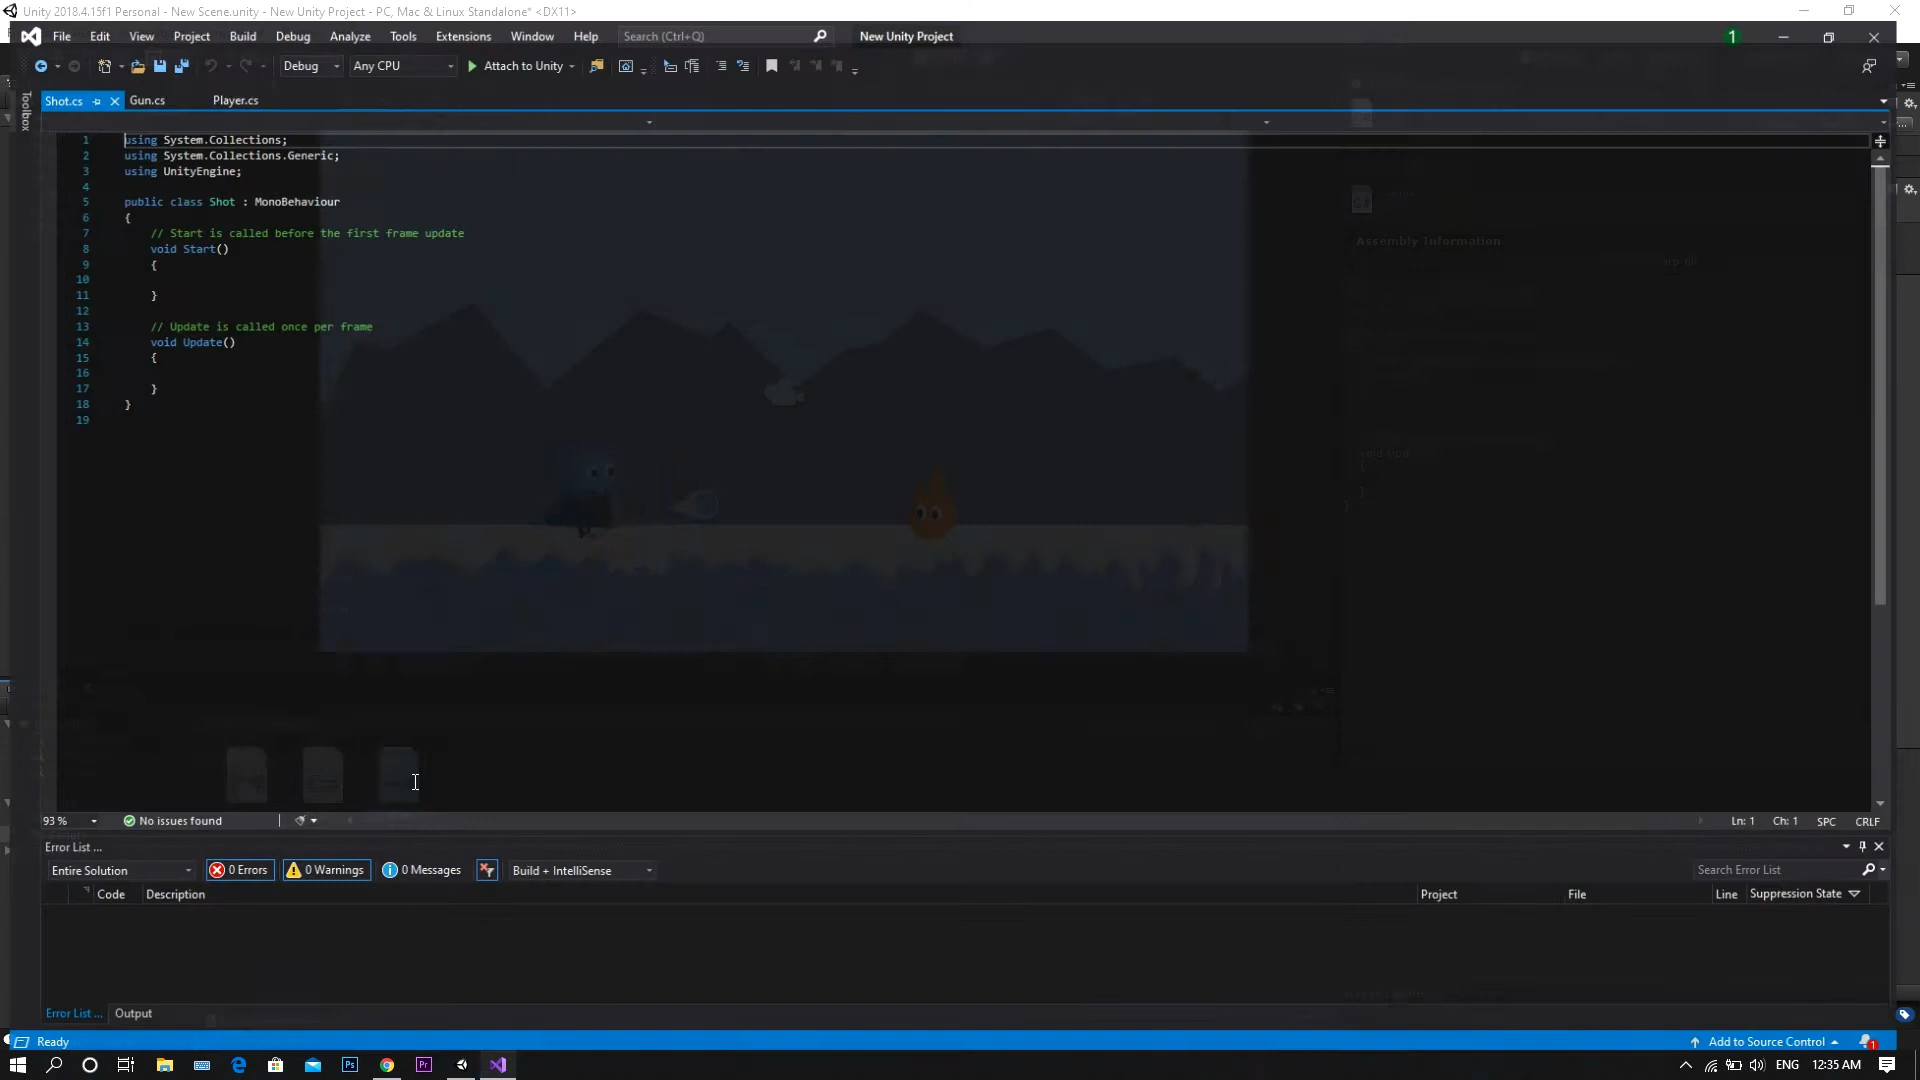 Unity 2018.4.15f1 Personal - New Scene.unity - New Unity Project - PC, Mac & Linux Standalone* <DX11>
File Edit View Project Build Debug Analyze Tools Extensions Window Help Search (Ctrl+Q) New Unity Project 1
Debug Any CPU Attach to Unity
Toolbox
Shot.cs Gun.cs Player.cs
1 using System.Collections;
2 using System.Collections.Generic;
3 using UnityEngine;
4
5 public class Shot : MonoBehaviour
6 {
7 // Start is called before the first frame update
8 void Start()
9 {
10
11 }
12
13 // Update is called once per frame
14 void Update()
15 {
16
17 }
18 }
19
Assembly Information
93 % No issues found Ln: 1 Ch: 1 SPC CRLF
Error List ...
Entire Solution 0 Errors 0 Warnings 0 Messages Build + IntelliSense Search Error List
Code Description Project File Line Suppression State
Error List ... Output
Ready Add to Source Control 1
Ps Pr ENG 12:35 AM